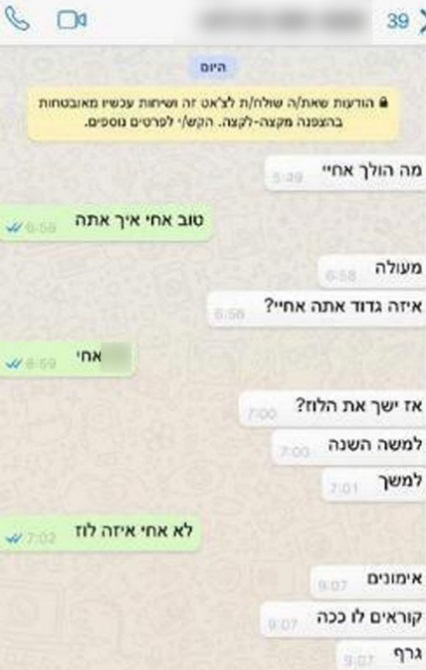 39
היום
הודעות שאת/ה שולח/ת לצ'אט זה ושיחות עכשיו מאובטחות
בהצפנה מקצה-לקצה. הקש/י לפרטים נוספים.
מה הולך אחיי
5:49
טוב אחי איך אתה
6:58
מעולה
6:58
איזה גדוד אתה אחיי?
6:58
אחי
6:59
אז ישך את הלוז?
7:00
למשה השנה
7:00
למשך
7:01
לא אחי איזה לוז
7:02
אימונים
9:07
קוראים לו ככה
9:07
גרף
9:07